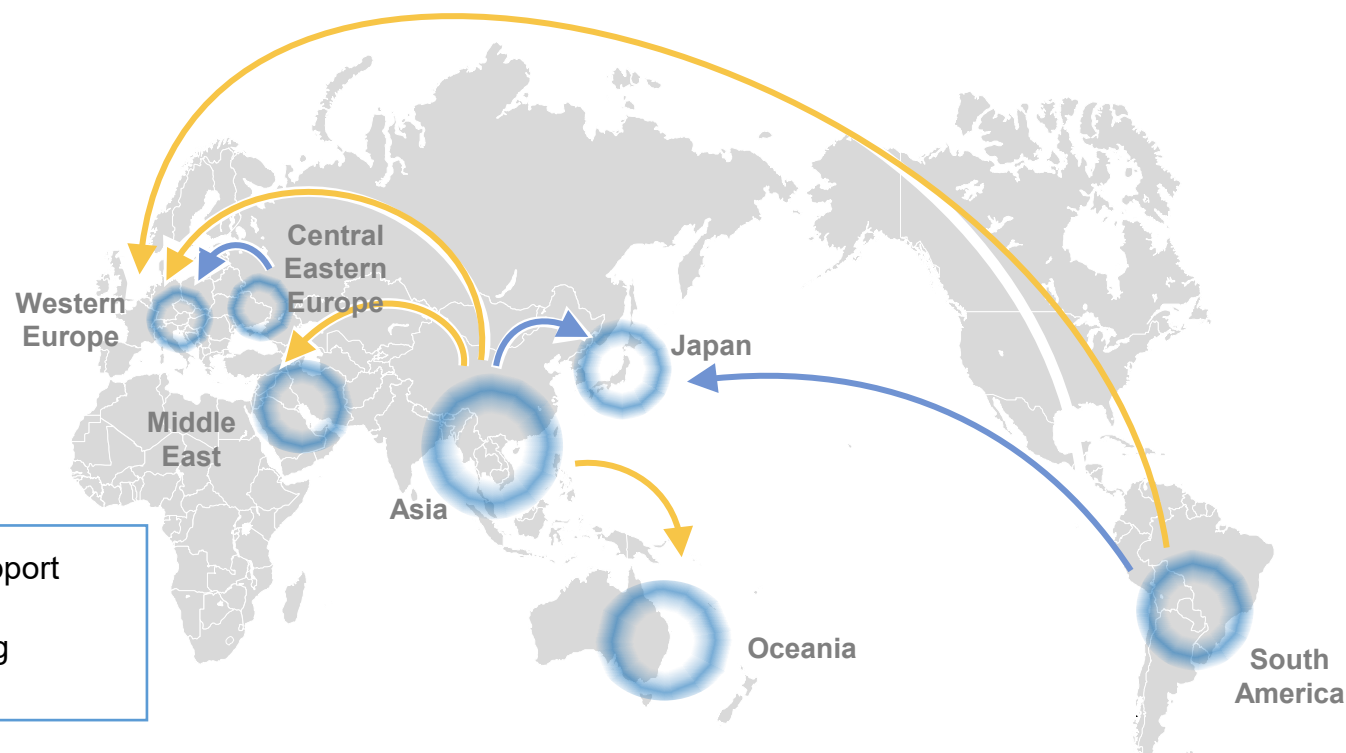 Central
Eastern
Europe
Western
Europe
Japan
Middle
East
Asia
Oceania
South
America